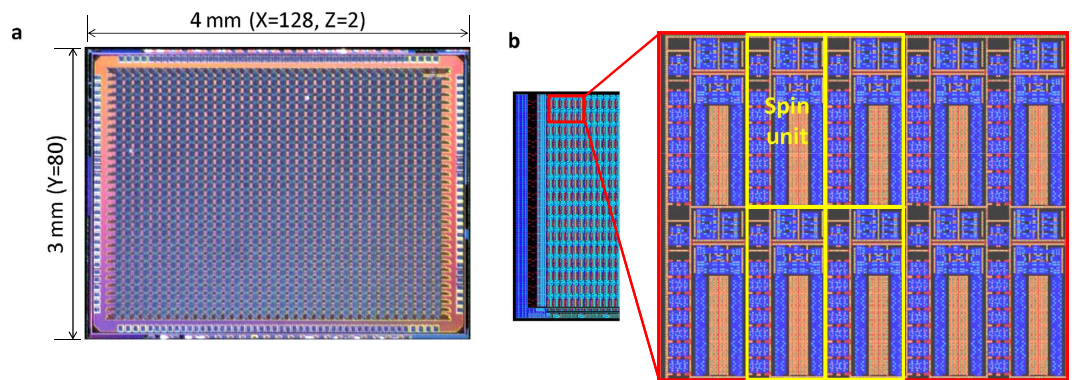 a
4 mm (X=128, Z=2)
3 mm (Y=80)
b
Spin
unit